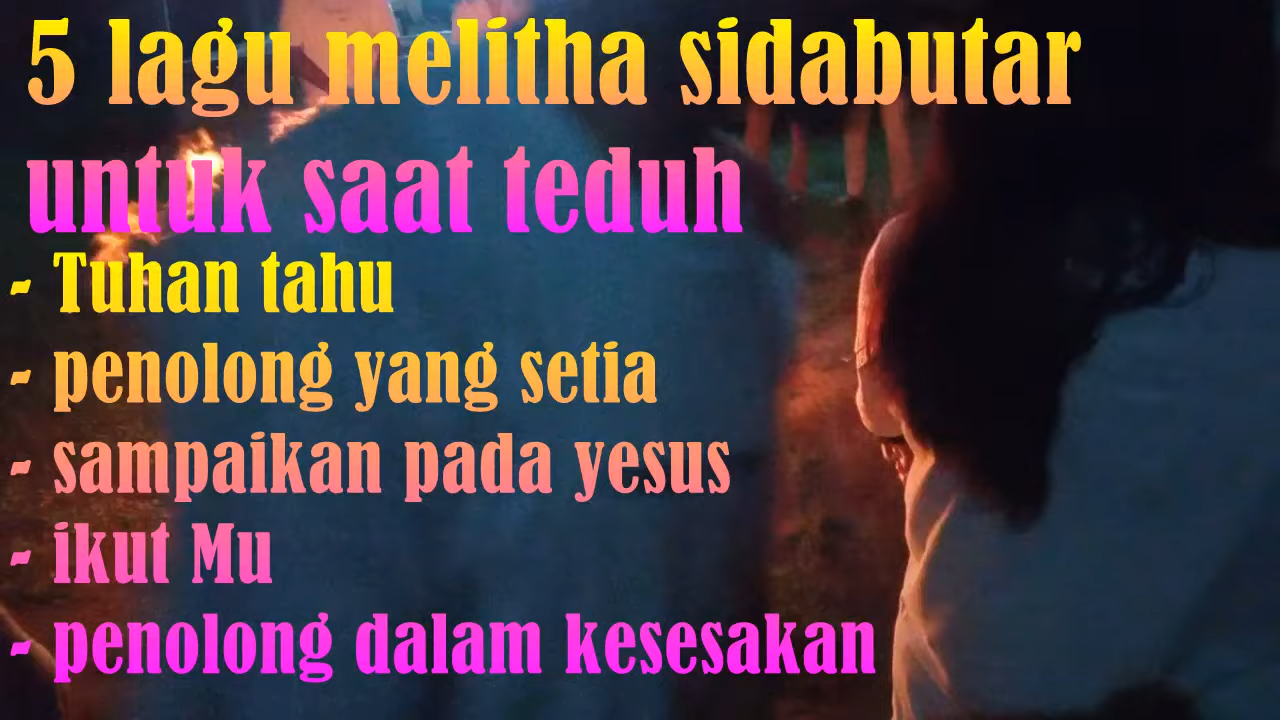 5 lagu melitha sidabutar
untuk saat teduh
- Tuhan tahu
- penolong yang setia
- sampaikan pada yesus
- ikut Mu
- penolong dalam kesesakan